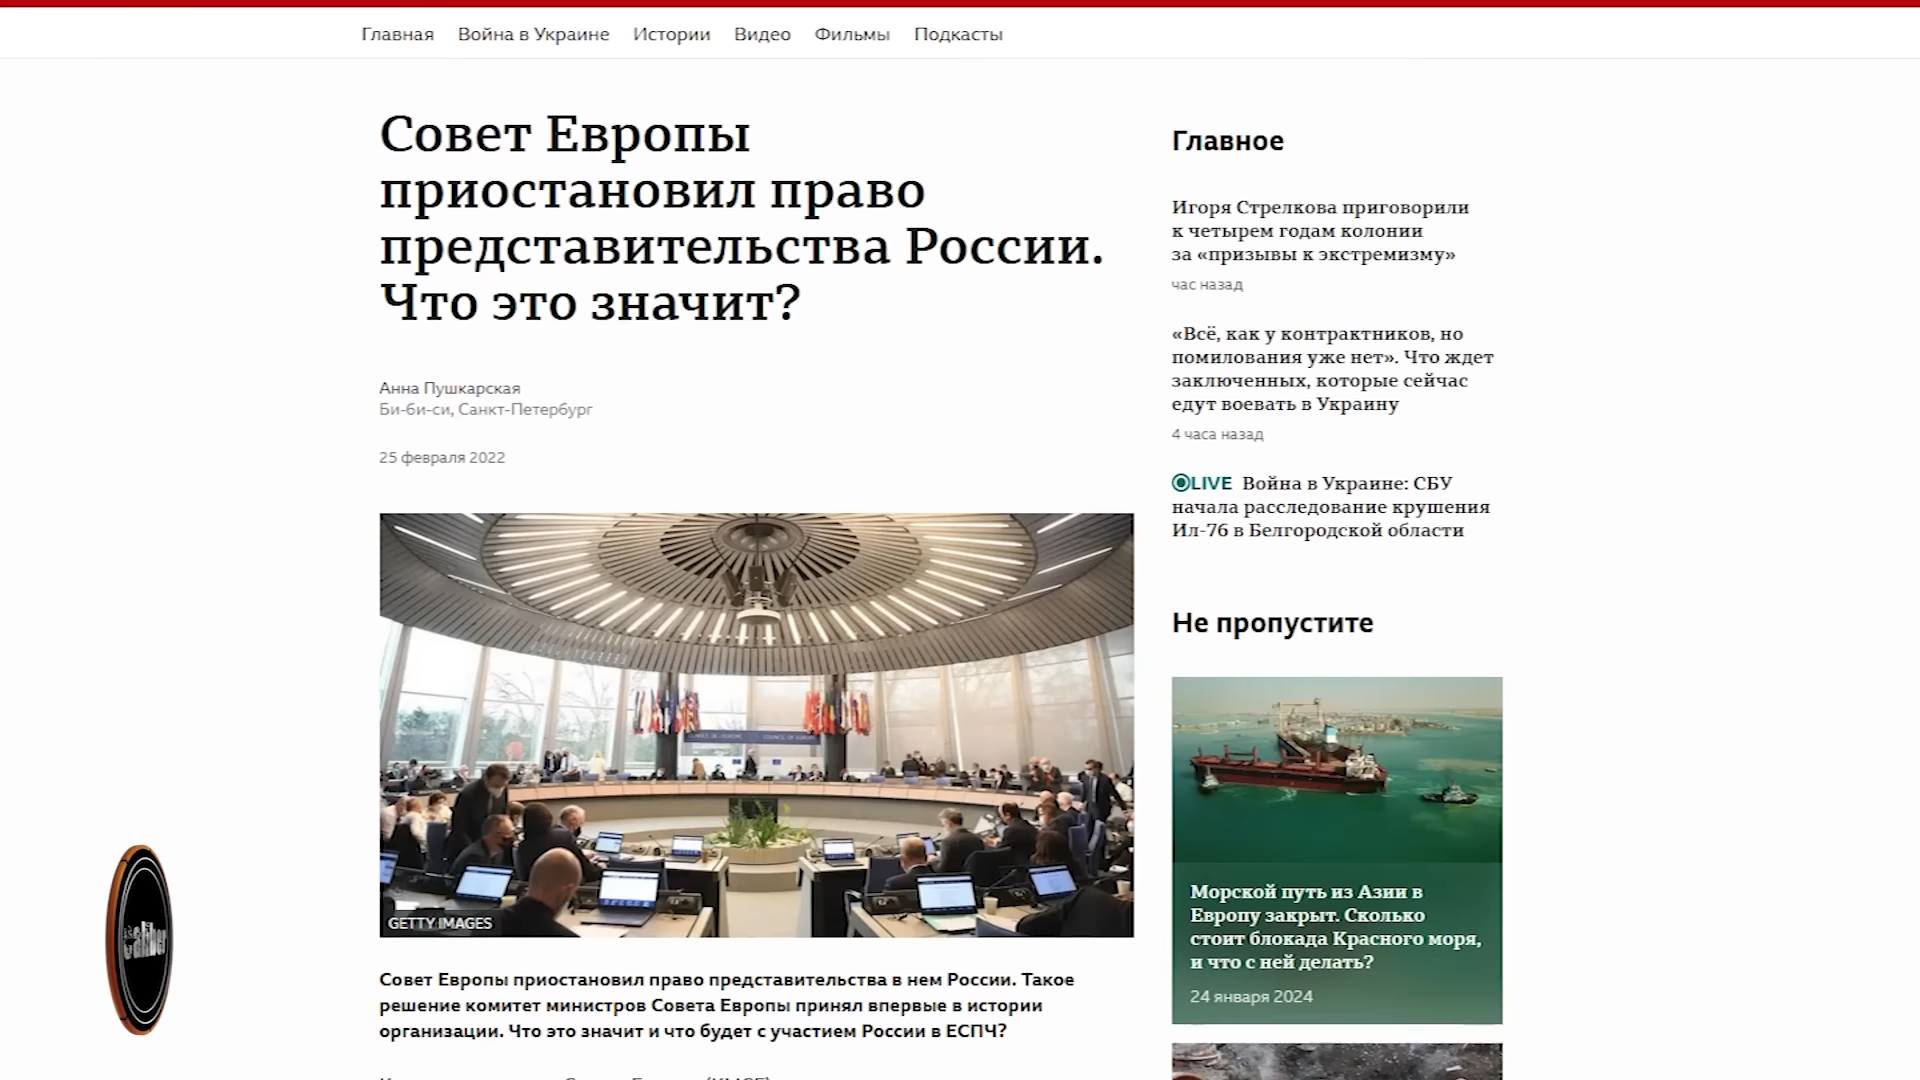 Главная Война в Украине Истории Видео Фильмы Подкасты
Совет Европы
приостановил право
представительства России.
Что это значит?
Анна Пушкарская
Би-би-си, Санкт-Петербург
25 февраля 2022
COUNCIL OF EUROPE
GETTY IMAGES
Совет Европы приостановил право представительства в нем России. Такое
решение комитет министров Совета Европы принял впервые в истории
организации. Что это значит и что будет с участием России в ЕСПЧ?
Главное
Игоря Стрелкова приговорили
к четырем годам колонии
за «призывы к экстремизму»
час назад
«Всё, как у контрактников, но
помилования уже нет». Что ждет
заключенных, которые сейчас
едут воевать в Украину
4 часа назад
LIVE Война в Украине: СБУ
начала расследование крушения
Ил-76 в Белгородской области
Не пропустите
Морской путь из Азии в
Европу закрыт. Сколько
стоит блокада Красного моря,
и что с ней делать?
24 января 2024
Caliber